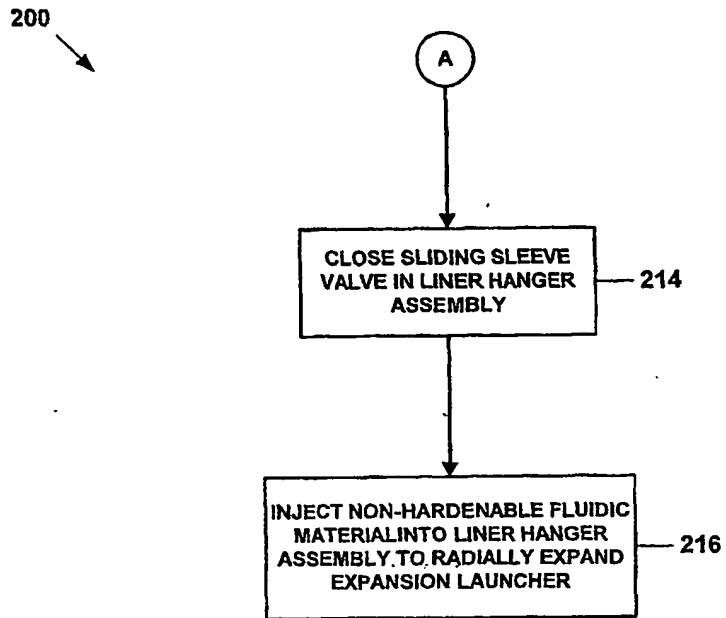 200
A
CLOSE SLIDING SLEEVE
VALVE IN LINER HANGER
ASSEMBLY
214
INJECT NON-HARDENABLE FLUIDIC
MATERIALINTO LINER HANGER
ASSEMBLY TO RADIALLY EXPAND
EXPANSION LAUNCHER
216